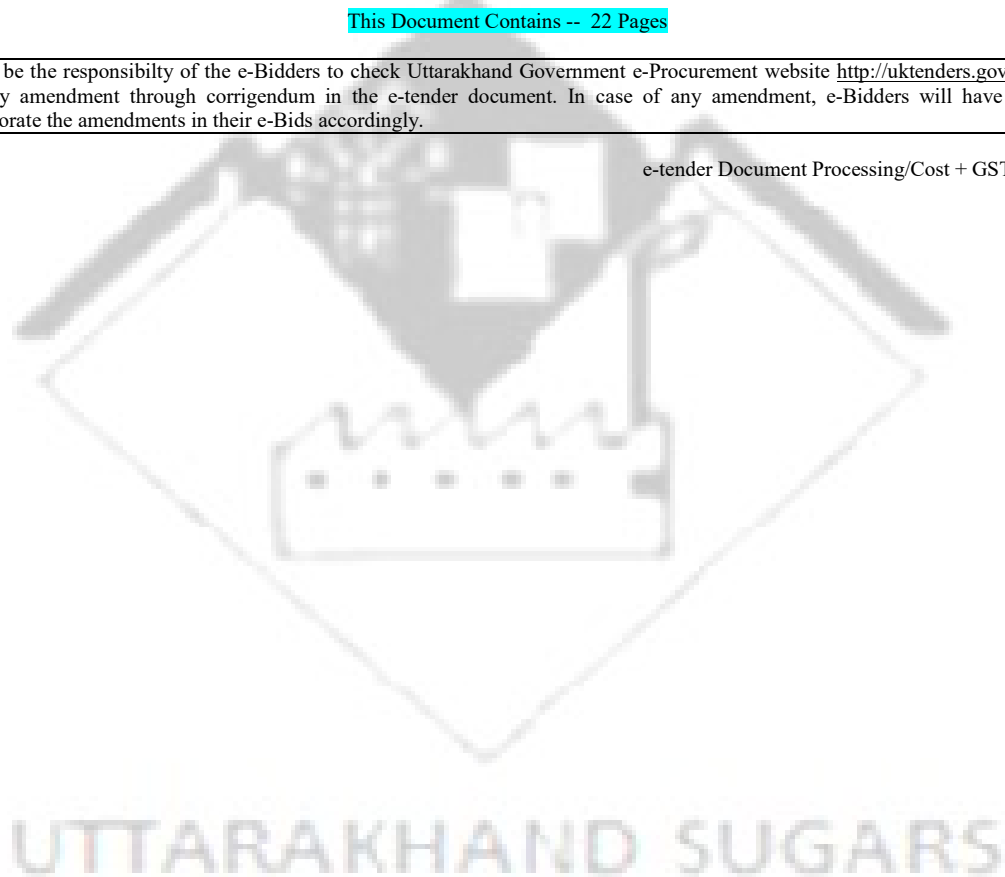 This Document Contains -- 22 Pages
be the responsibilty of the e-Bidders to check Uttarakhand Government e-Procurement website http://uktenders.gov
y amendment through corrigendum in the e-tender document. In case of any amendment, e-Bidders will have
orate the amendments in their e-Bids accordingly.
e-tender Document Processing/Cost + GST
UTTARAKHAND SUGARS